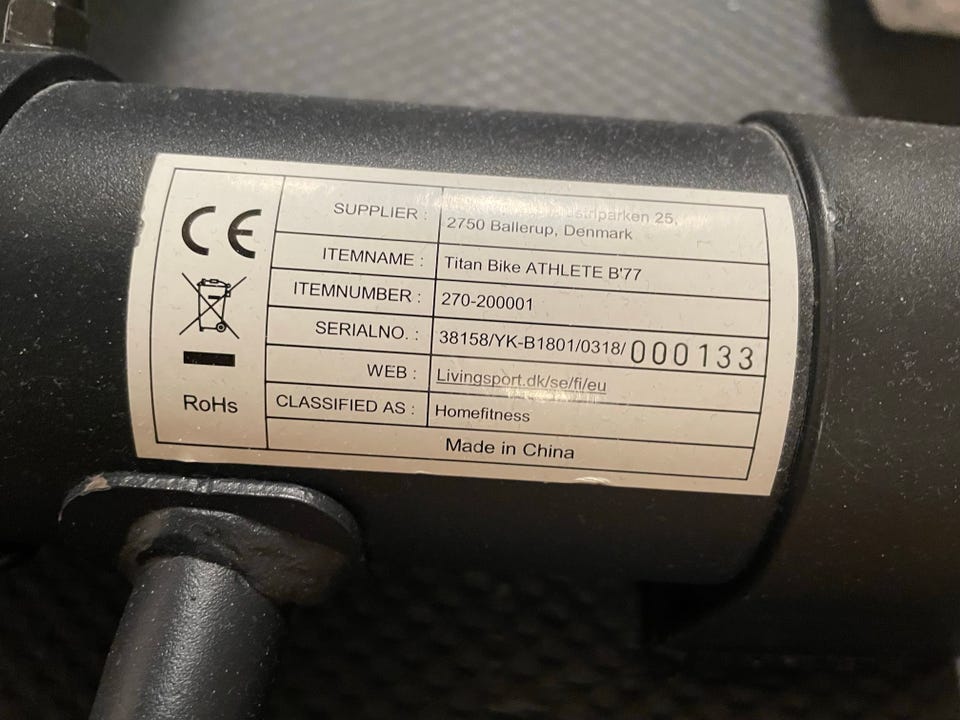 CE
RoHs
SUPPLIER : 25,
2750 Ballerup, Denmark
ITEMNAME : Titan Bike ATHLETE B'77
ITEMNUMBER : 270-200001
SERIALNO. : 38158/YK-B1801/0318/000133
WEB : Livingsport.dk/se/fi/eu
CLASSIFIED AS : Homefitness
Made in China